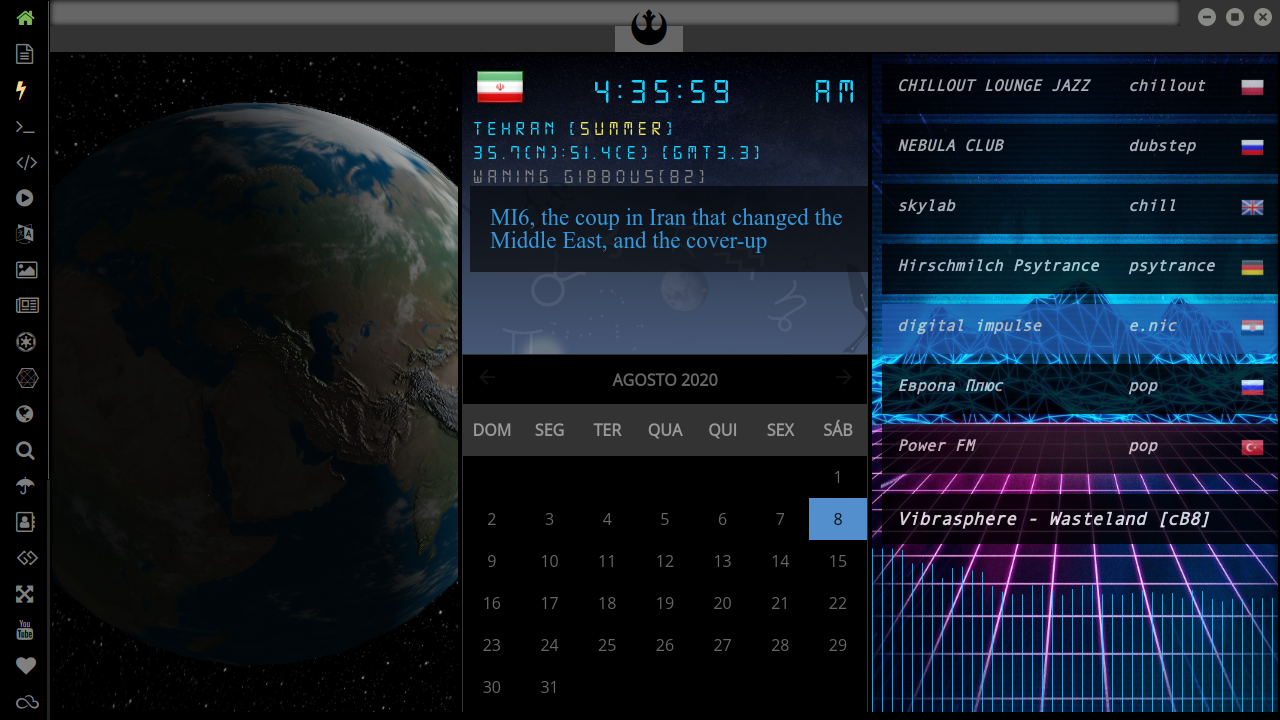 4:35:59 AM
TEHRAN [SUMMER]
35.7(N):51.4(E) [GMT3.3]
WANING GIBBOUS[82]
MI6, the coup in Iran that changed the
Middle East, and the cover-up
AGOSTO 2020
DOM SEG TER QUA QUI SEX SÁB
1
2 3 4 5 6 7 8
9 10 11 12 13 14 15
16 17 18 19 20 21 22
23 24 25 26 27 28 29
30 31
CHILLOUT LOUNGE JAZZ chillout
NEBULA CLUB dubstep
skylab chill
Hirschmilch Psytrance psytrance
digital impulse e.nic
Европа Плюс pop
Power FM pop
Vibrasphere - Wasteland [cB8]
You
Tube